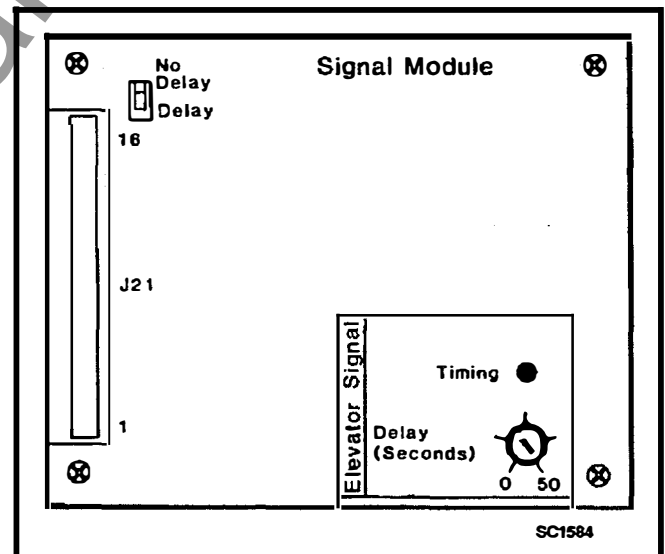 Signal Module
No
Delay
Delay
16
J21
1
Elevator Signal
Timing
Delay
(Seconds)
0 50
SC1584